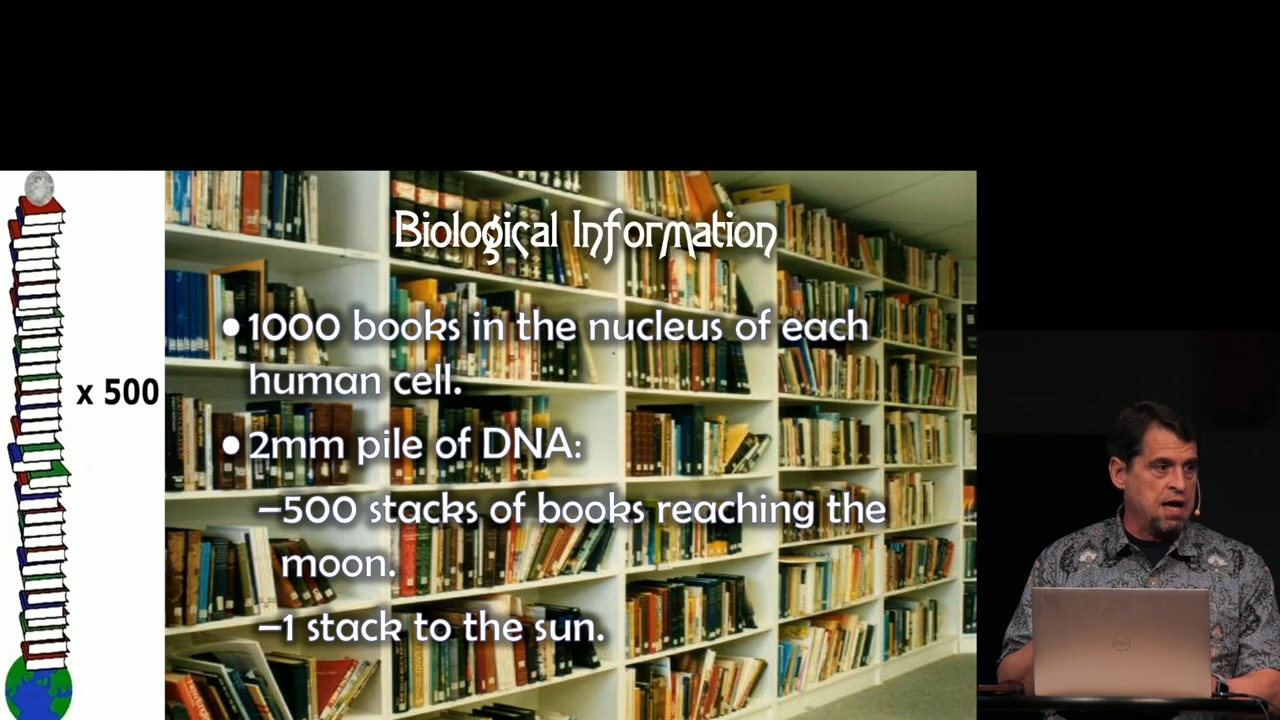 Biological Information
•1000 books in the nucleus of each
human cell.
•2mm pile of DNA:
–500 stacks of books reaching the
moon.
–1 stack to the sun.
x 500
DELL